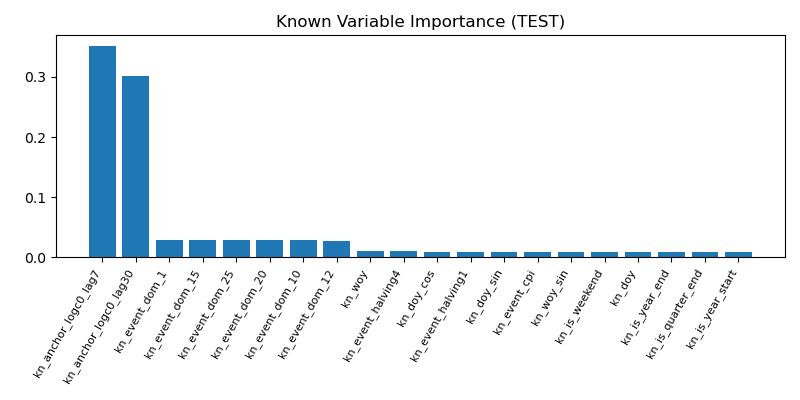 Known Variable Importance (TEST)
0.3
0.2
0.1
0.0
kn_anchor_logc0_lag7
kn_anchor_logc0_lag30
kn_event_dom_1
kn_event_dom_15
kn_event_dom_25
kn_event_dom_20
kn_event_dom_10
kn_event_dom_12
kn_woy
kn_event_halving4
kn_doy_cos
kn_event_halving1
kn_doy_sin
kn_event_cpi
kn_woy_sin
kn_is_weekend
kn_doy
kn_is_year_end
kn_is_quarter_end
kn_is_year_start